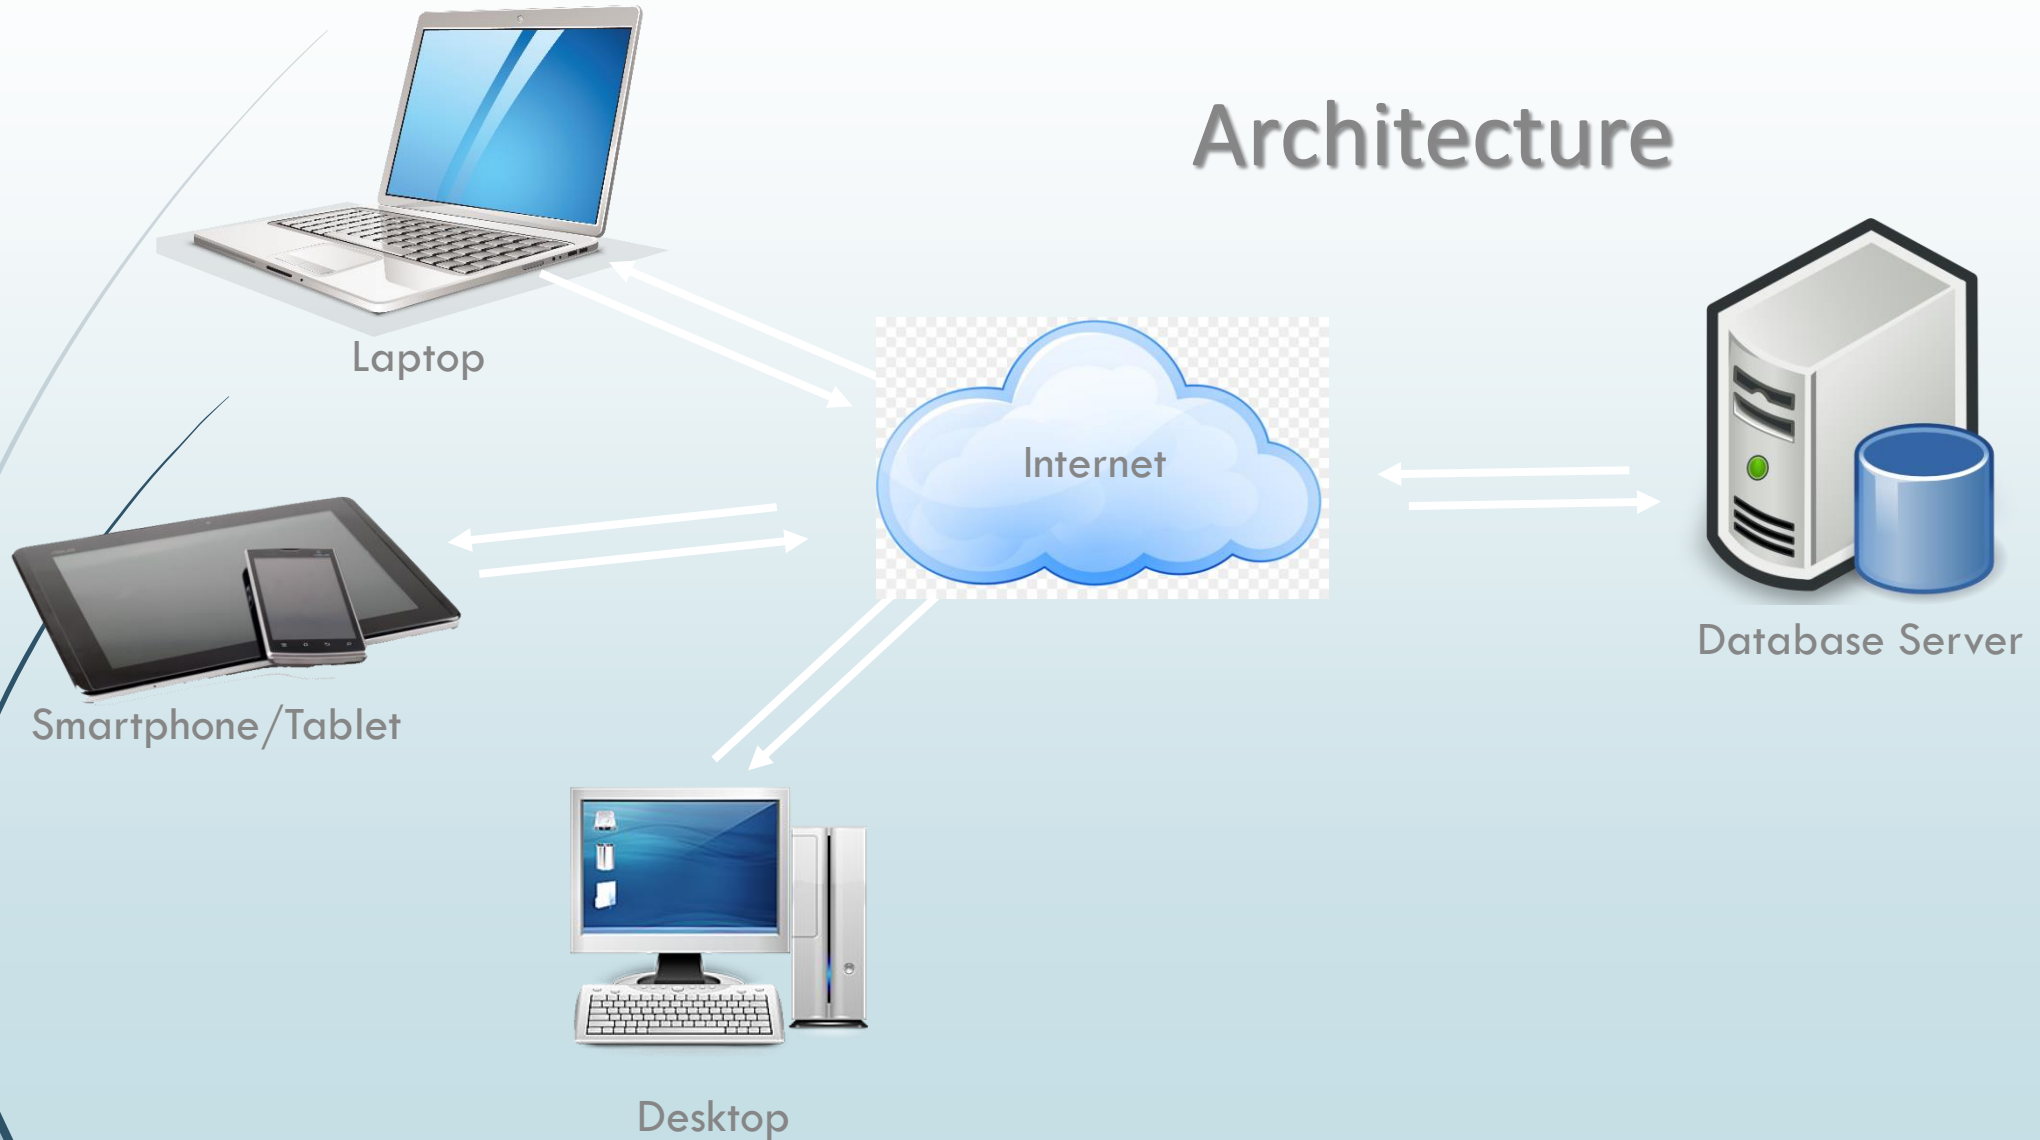 Architecture
Laptop
Internet
Database Server
Smartphone/Tablet
Desktop